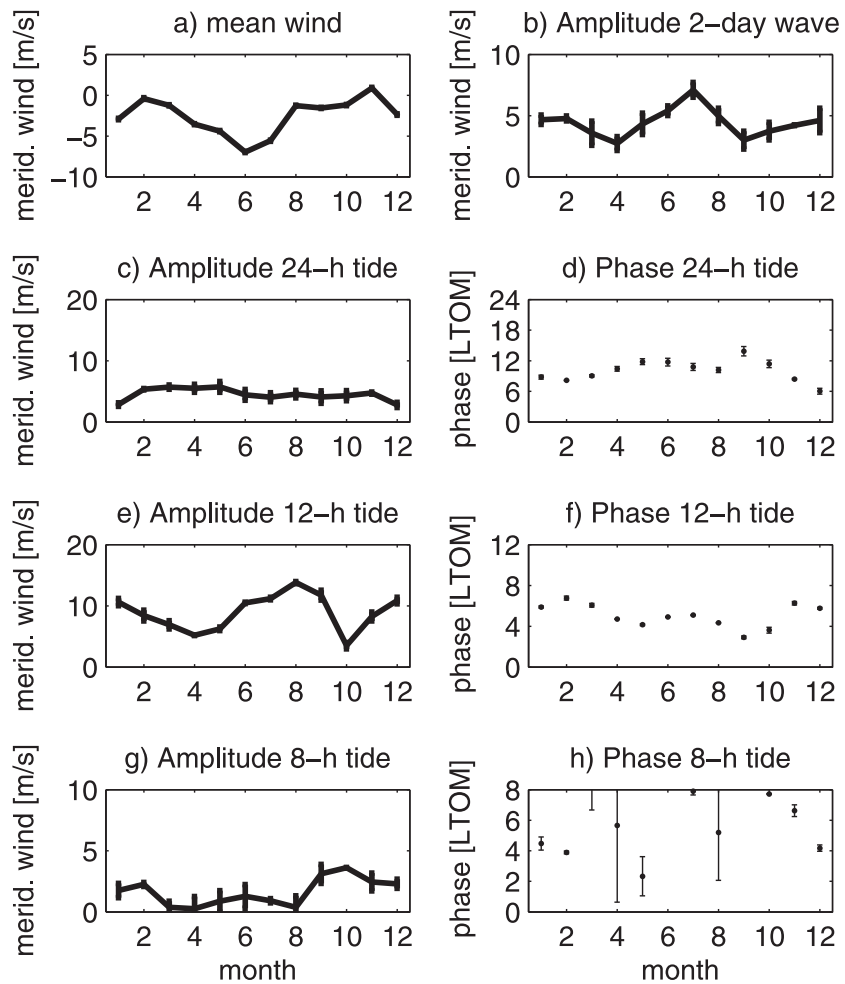 a) mean wind
merid. wind [m/s]
5
0
−5
−10
2 4 6 8 10 12
b) Amplitude 2−day wave
merid. wind [m/s]
10
5
0
2 4 6 8 10 12
c) Amplitude 24−h tide
merid. wind [m/s]
20
10
0
2 4 6 8 10 12
d) Phase 24−h tide
phase [LTOM]
24
18
12
6
0
2 4 6 8 10 12
e) Amplitude 12−h tide
merid. wind [m/s]
20
10
0
2 4 6 8 10 12
f) Phase 12−h tide
phase [LTOM]
12
8
4
0
2 4 6 8 10 12
g) Amplitude 8−h tide
merid. wind [m/s]
10
5
0
2 4 6 8 10 12
month
h) Phase 8−h tide
phase [LTOM]
8
6
4
2
0
2 4 6 8 10 12
month